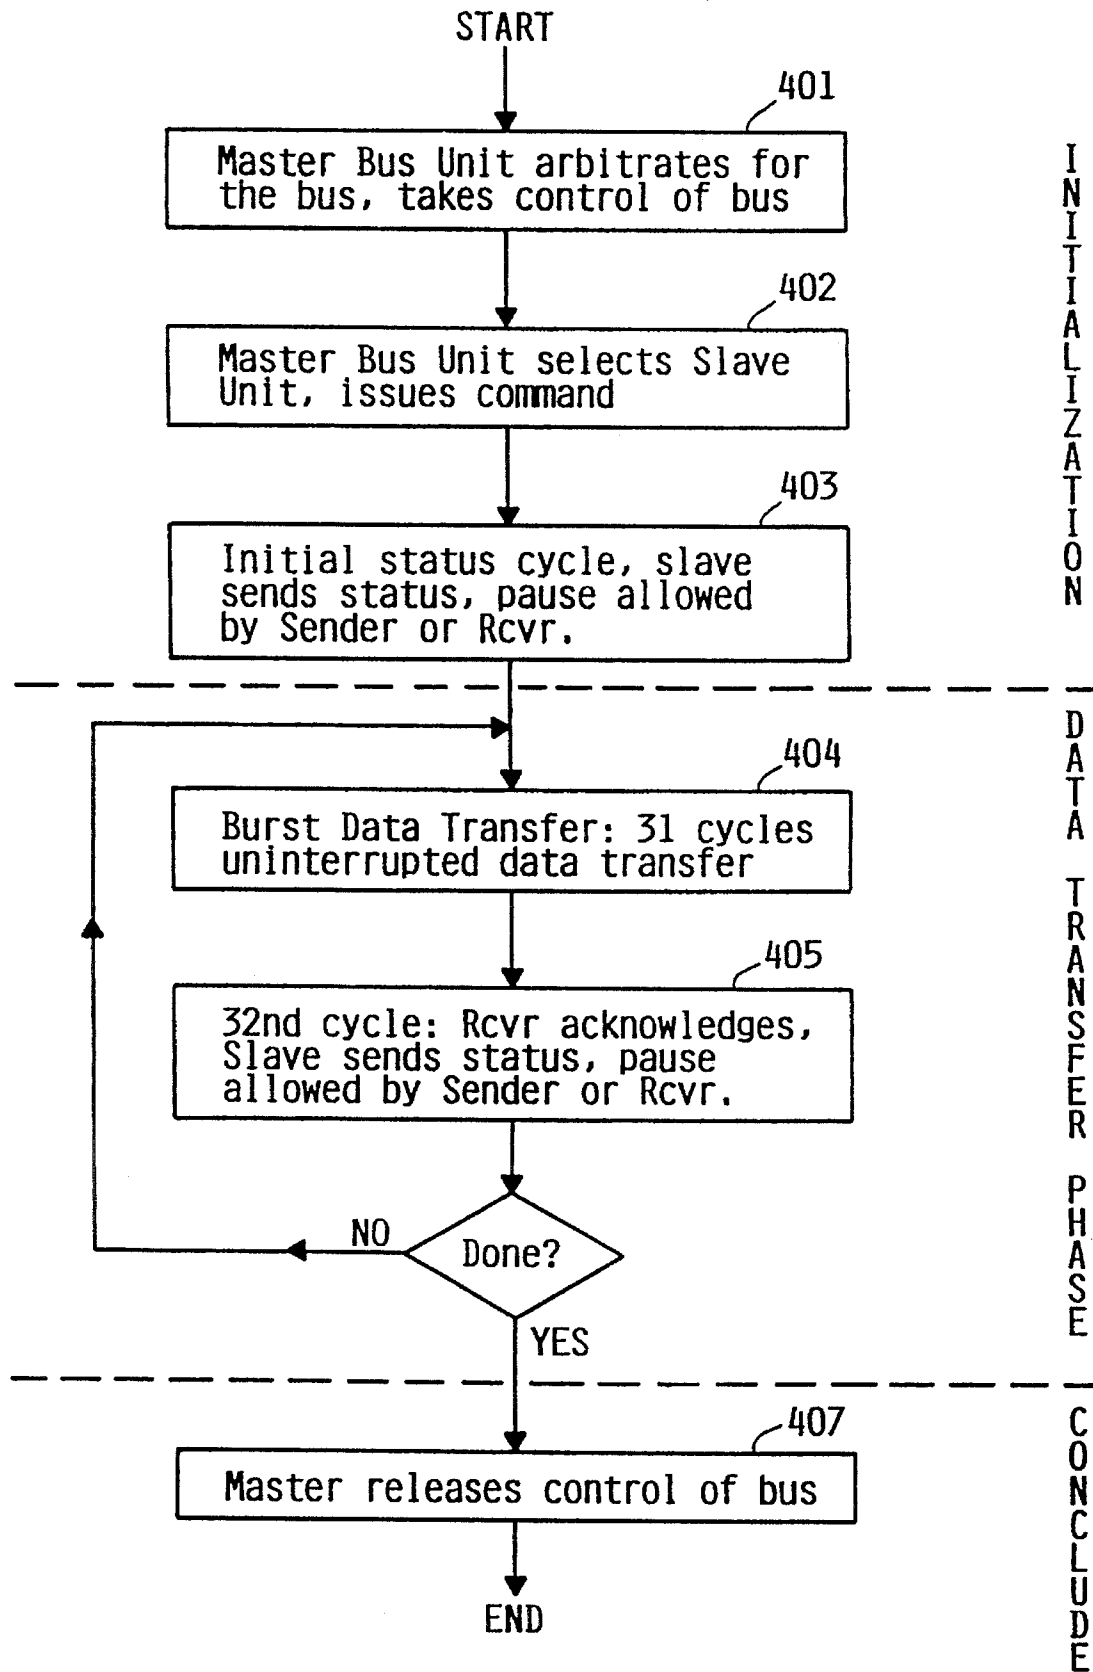 START
401
Master Bus Unit arbitrates for
the bus, takes control of bus
402
Master Bus Unit selects Slave
Unit, issues command
403
Initial status cycle, slave
sends status, pause allowed
by Sender or Rcvr.
INITIALIZATION
404
Burst Data Transfer: 31 cycles
uninterrupted data transfer
405
32nd cycle: Rcvr acknowledges,
Slave sends status, pause
allowed by Sender or Rcvr.
NO
Done?
YES
DATA TRANSFER PHASE
407
Master releases control of bus
END
CONCLUDE